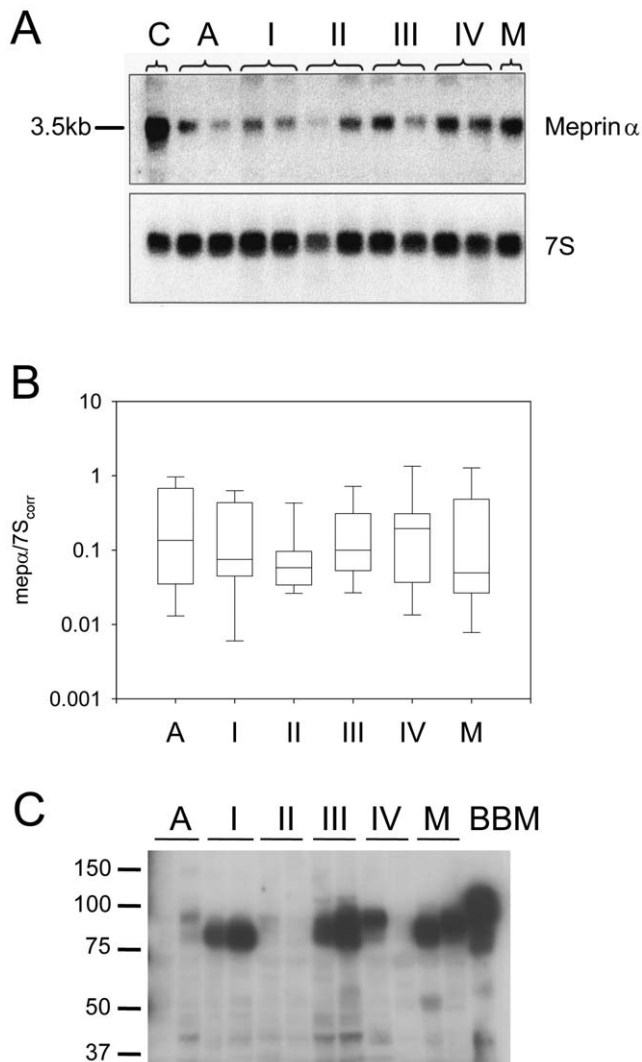 A
C A I II III IV M
3.5kb Meprin α
7S
B
10
1
0.1
0.01
0.001
mepα/7Scorr
A I II III IV M
C
A I II III IV M BBM
150
100
75
50
37